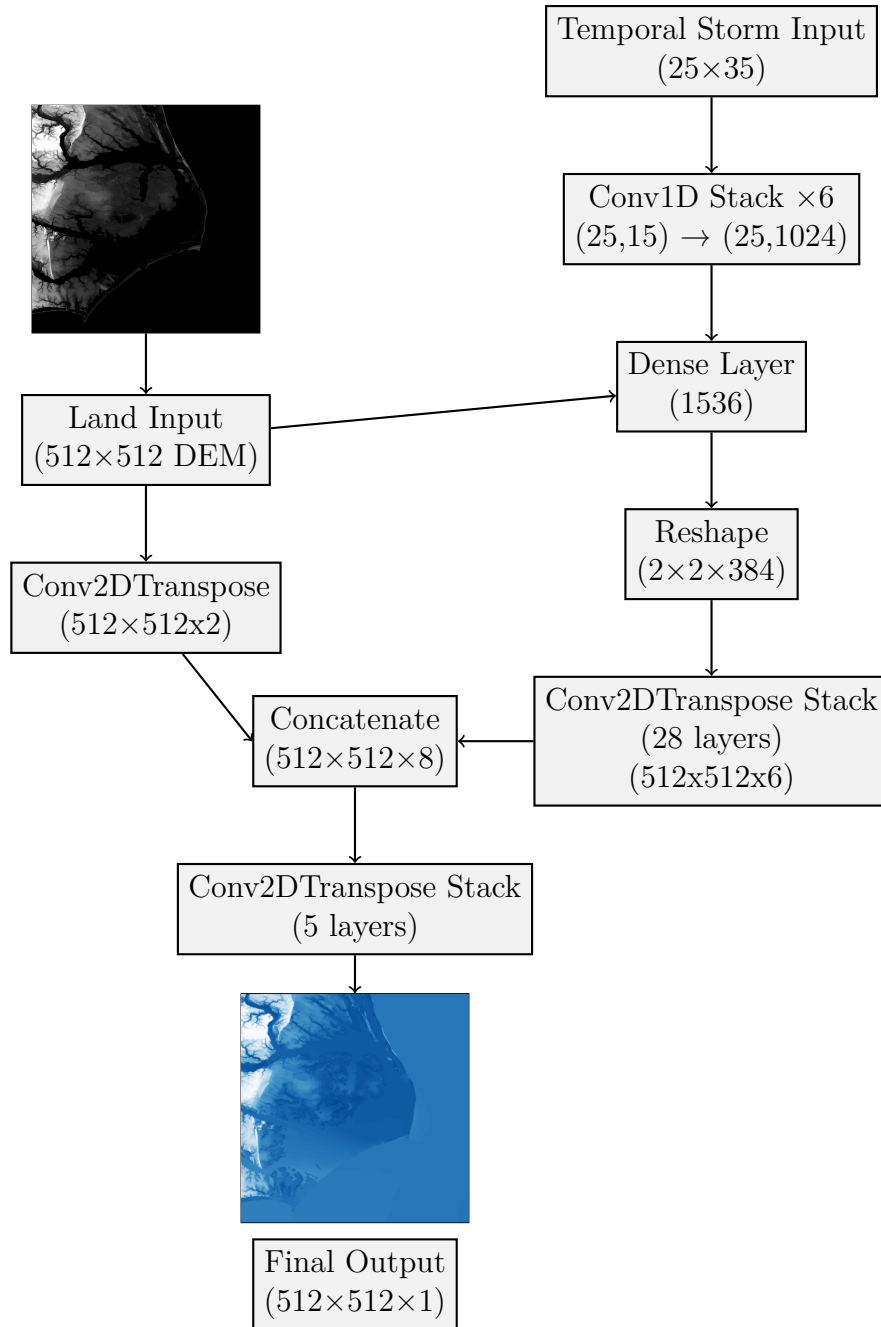 Temporal Storm Input
(25×35)
Conv1D Stack ×6
(25,15) → (25,1024)
Dense Layer
(1536)
Land Input
(512×512 DEM)
Reshape
(2×2×384)
Conv2DTranspose
(512×512x2)
Conv2DTranspose Stack
(28 layers)
(512x512x6)
Concatenate
(512×512×8)
Conv2DTranspose Stack
(5 layers)
Final Output
(512×512×1)